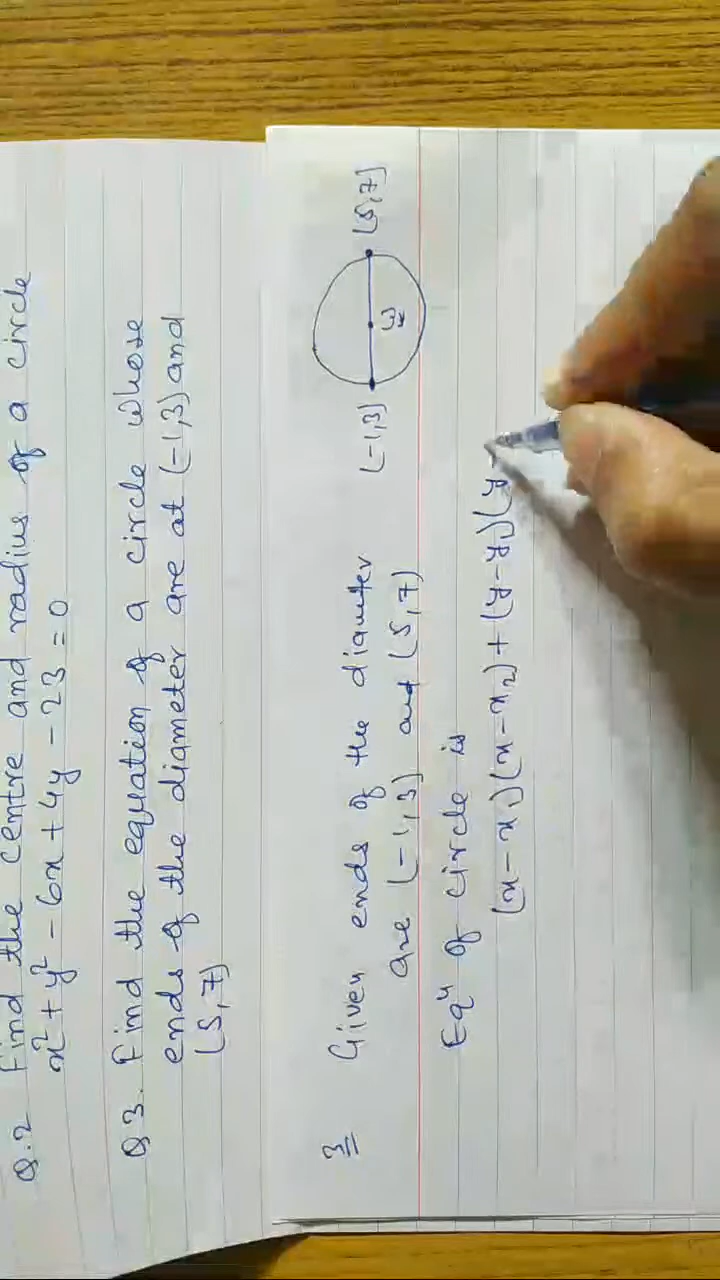 Q.2 Find the centre and radius of a circle
x² + y² - 6x + 4y - 23 = 0
Q 3. Find the equation of a circle whose
ends of the diameter are at (-1,3) and
(5,7)
3 Given ends of the diameter
are (-1,3) and (5,7)
(-1,3) (5,7)
Eqⁿ of circle is
(x - x₁)(x - x₂) + (y - y₁)(y